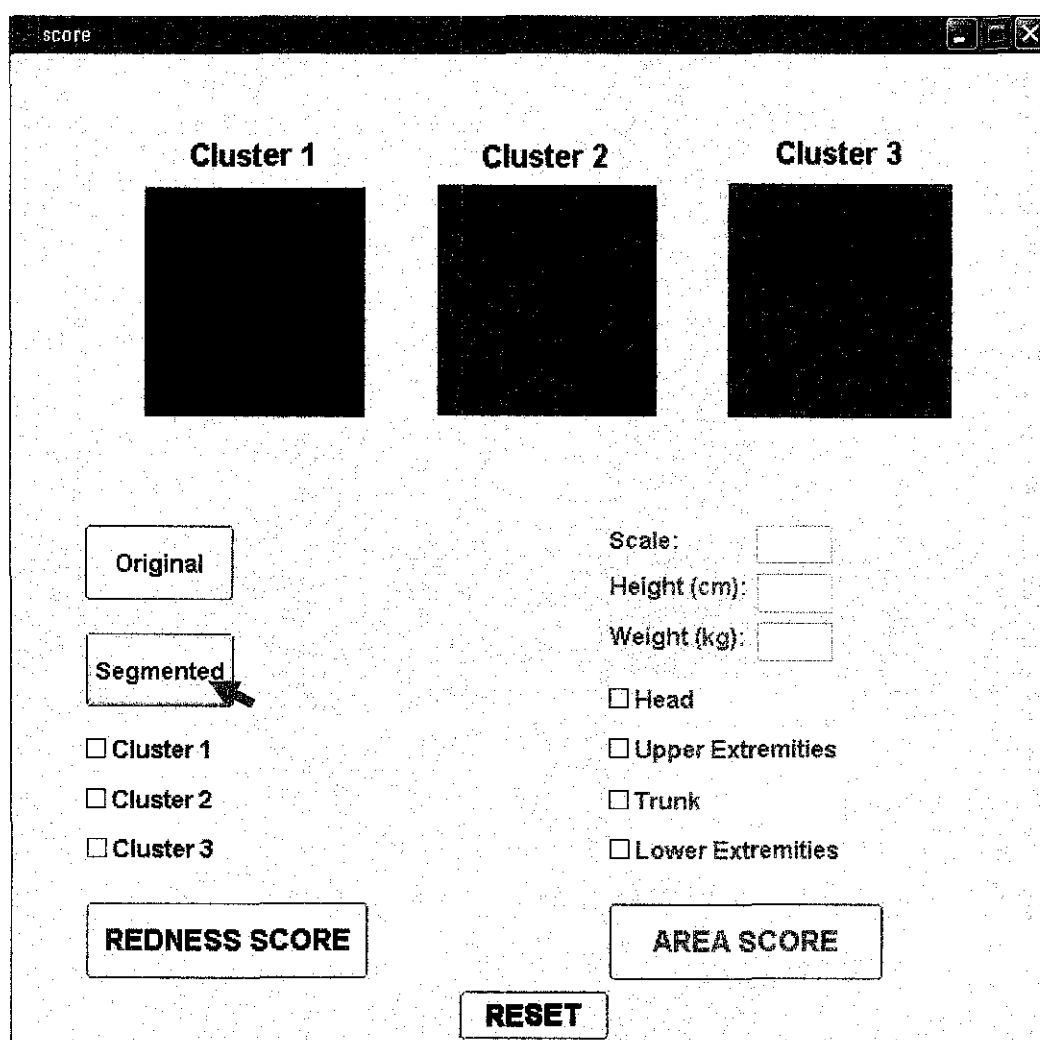 score
Cluster 1 Cluster 2 Cluster 3
Original
Segmented
Cluster 1
Cluster 2
Cluster 3
REDNESS SCORE
Scale:
Height (cm):
Weight (kg):
Head
Upper Extremities
Trunk
Lower Extremities
AREA SCORE
RESET